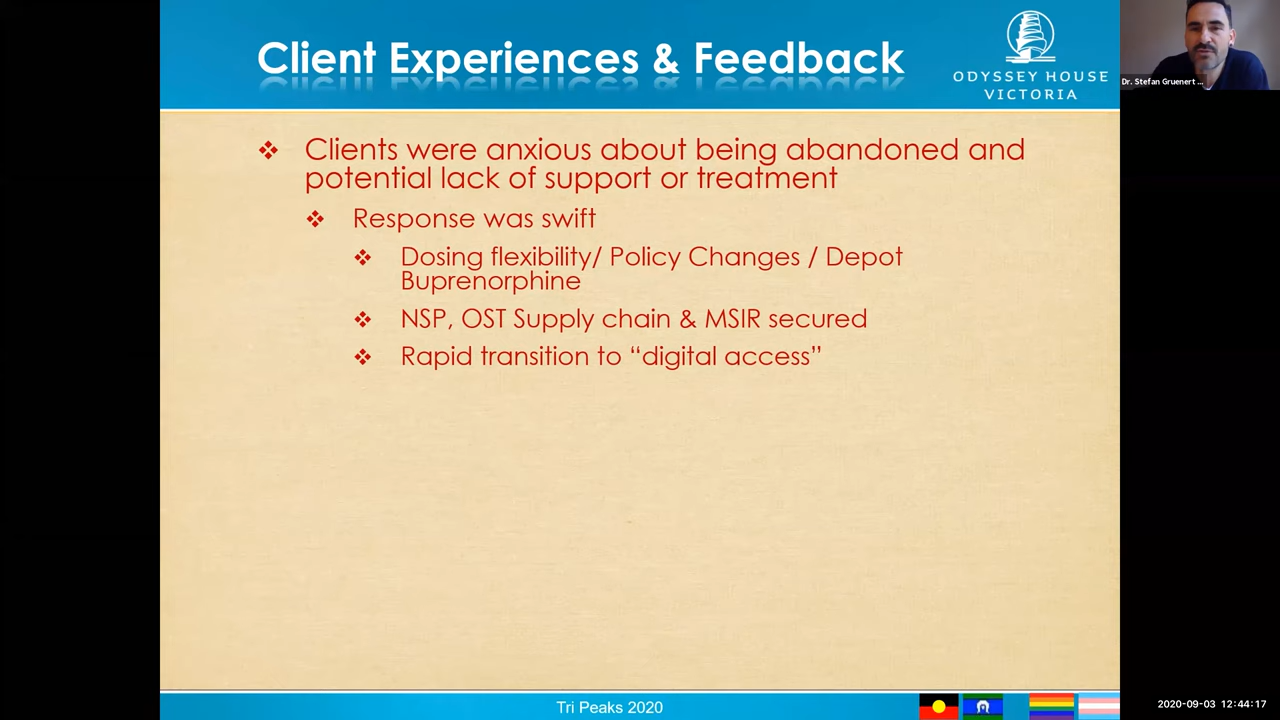 Client Experiences & Feedback
ODYSSEY HOUSE
VICTORIA
Dr. Stefan Gruenert ...
❖ Clients were anxious about being abandoned and
potential lack of support or treatment
❖ Response was swift
❖ Dosing flexibility/ Policy Changes / Depot
Buprenorphine
❖ NSP, OST Supply chain & MSIR secured
❖ Rapid transition to “digital access”
Tri Peaks 2020
2020-09-03 12:44:17